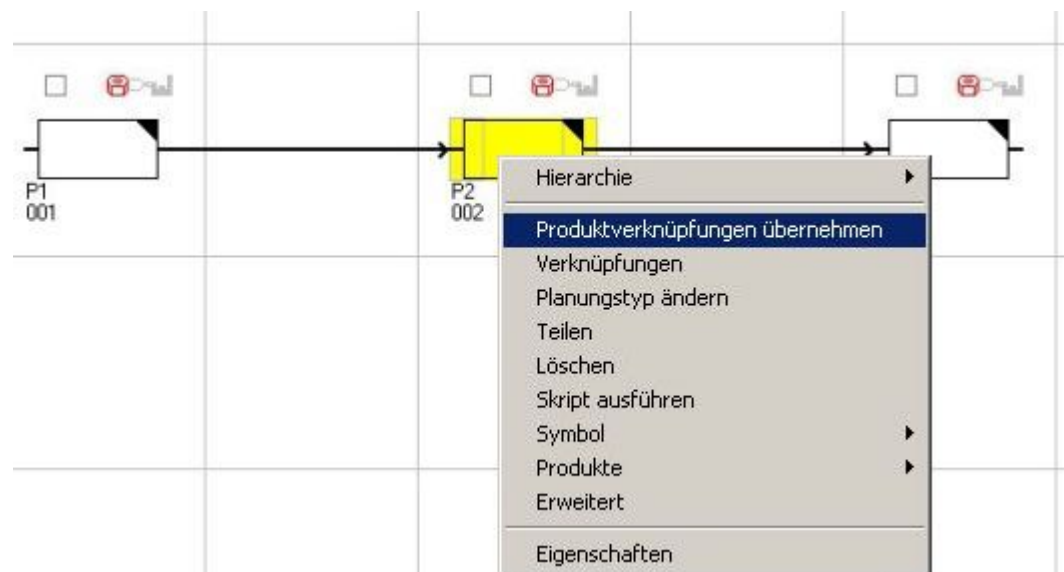 P1
001
P2
002
Hierarchie
Produktverknüpfungen übernehmen
Verknüpfungen
Planungstyp ändern
Teilen
Löschen
Skript ausführen
Symbol
Produkte
Erweitert
Eigenschaften